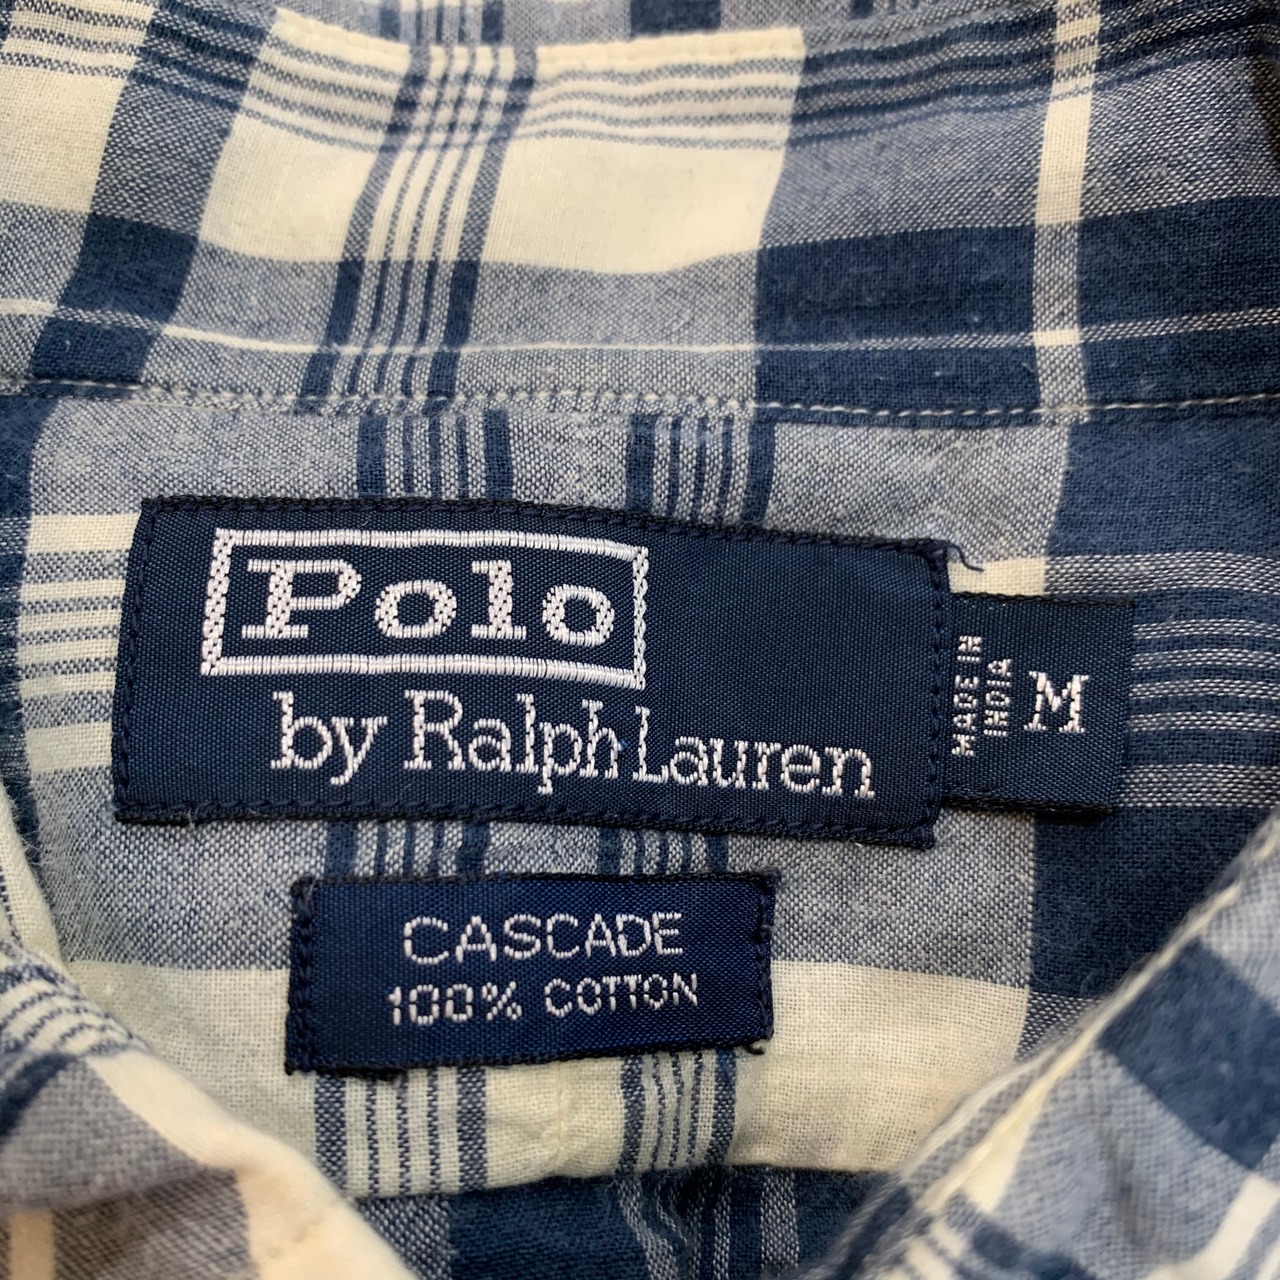 Polo
by Ralph Lauren
MADE IN
INDIA
M
CASCADE
100% COTTON